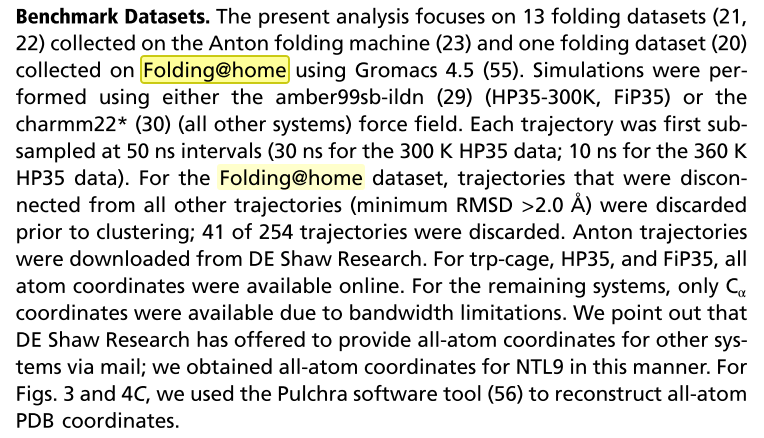 Benchmark Datasets. The present analysis focuses on 13 folding datasets (21,
22) collected on the Anton folding machine (23) and one folding dataset (20)
collected on Folding@home using Gromacs 4.5 (55). Simulations were per-
formed using either the amber99sb-ildn (29) (HP35-300K, FiP35) or the
charmm22* (30) (all other systems) force field. Each trajectory was first sub-
sampled at 50 ns intervals (30 ns for the 300 K HP35 data; 10 ns for the 360 K
HP35 data). For the Folding@home dataset, trajectories that were discon-
nected from all other trajectories (minimum RMSD >2.0 Å) were discarded
prior to clustering; 41 of 254 trajectories were discarded. Anton trajectories
were downloaded from DE Shaw Research. For trp-cage, HP35, and FiP35, all
atom coordinates were available online. For the remaining systems, only Cα
coordinates were available due to bandwidth limitations. We point out that
DE Shaw Research has offered to provide all-atom coordinates for other sys-
tems via mail; we obtained all-atom coordinates for NTL9 in this manner. For
Figs. 3 and 4C, we used the Pulchra software tool (56) to reconstruct all-atom
PDB coordinates.